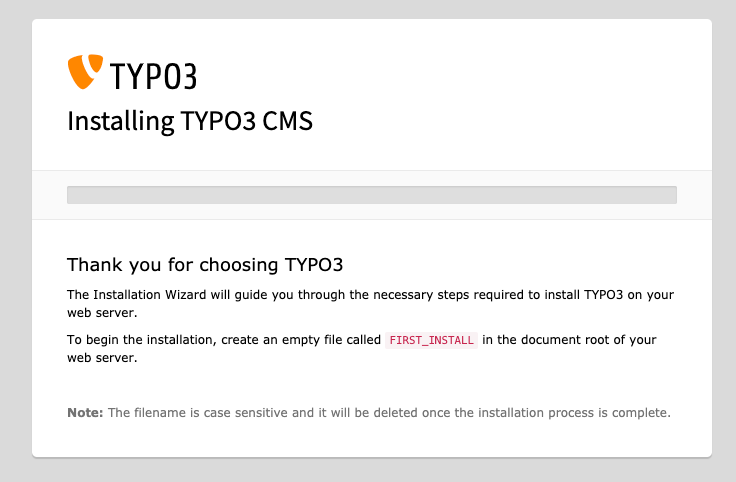 TYPO3
Installing TYPO3 CMS
Thank you for choosing TYPO3
The Installation Wizard will guide you through the necessary steps required to install TYPO3 on your
web server.
To begin the installation, create an empty file called FIRST_INSTALL in the document root of your
web server.
Note: The filename is case sensitive and it will be deleted once the installation process is complete.